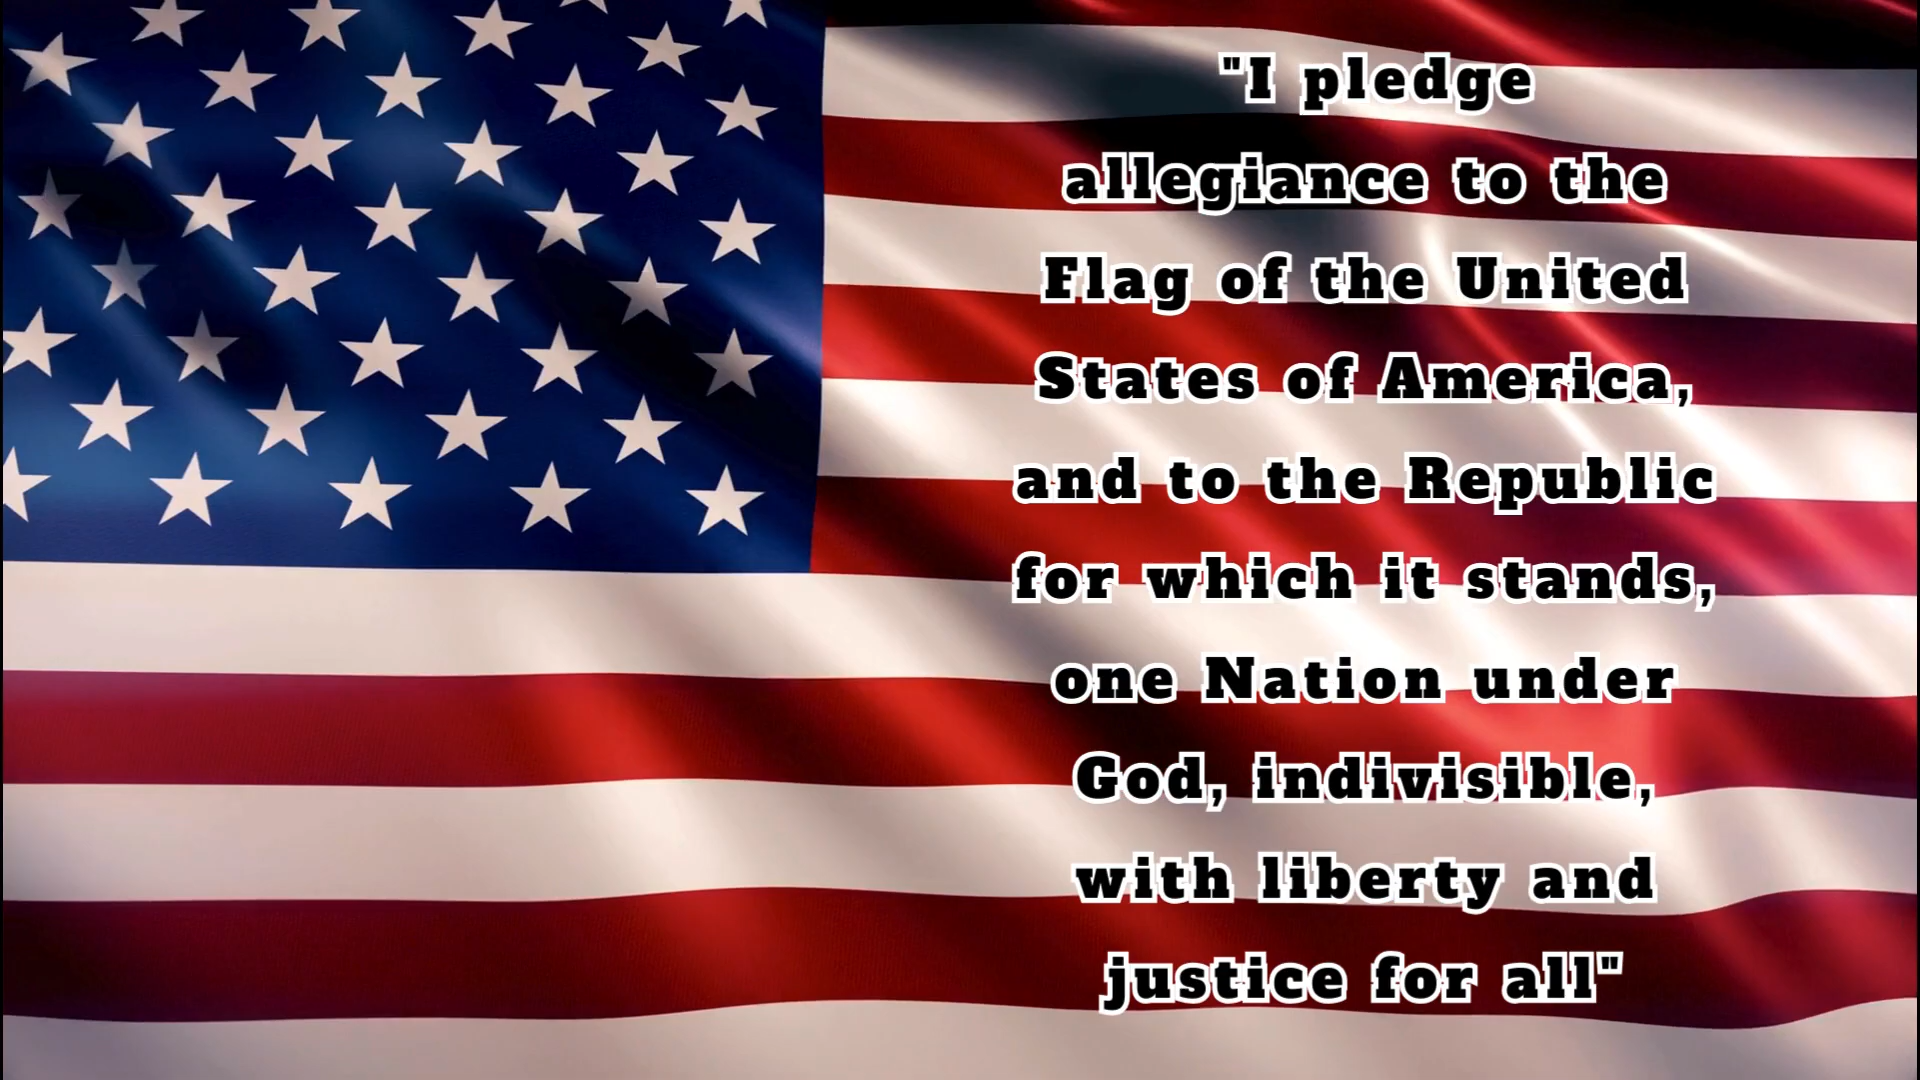 "I pledge
allegiance to the
Flag of the United
States of America,
and to the Republic
for which it stands,
one Nation under
God, indivisible,
with liberty and
justice for all"